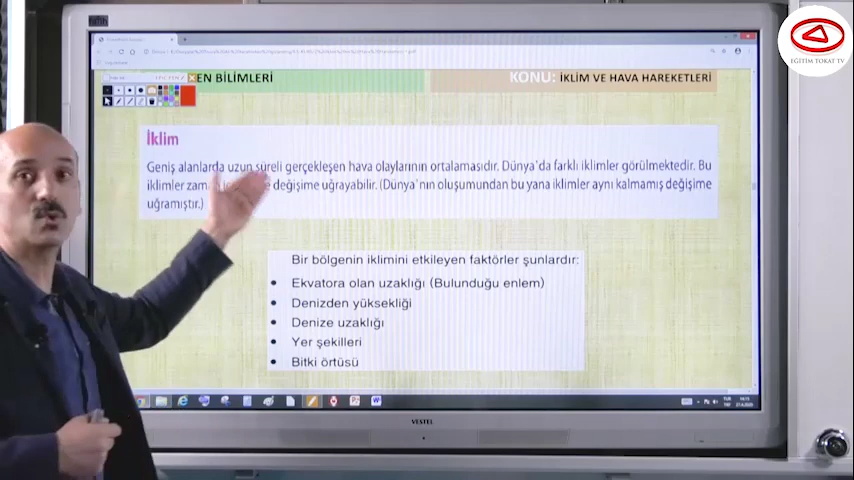 EN BİLİMLERİ
KONU: İKLİM VE HAVA HAREKETLERİ
EĞİTİM TOKAT TV
İklim
Geniş alanlarda uzun süreli gerçekleşen hava olaylarının ortalamasıdır. Dünya'da farklı iklimler görülmektedir. Bu
iklimler değişime uğrayabilir. (Dünya'nın oluşumundan bu yana iklimler aynı kalmamış değişime
uğramıştır.)
Bir bölgenin iklimini etkileyen faktörler şunlardır:
• Ekvatora olan uzaklığı (Bulunduğu enlem)
• Denizden yüksekliği
• Denize uzaklığı
• Yer şekilleri
• Bitki örtüsü
VESTEL